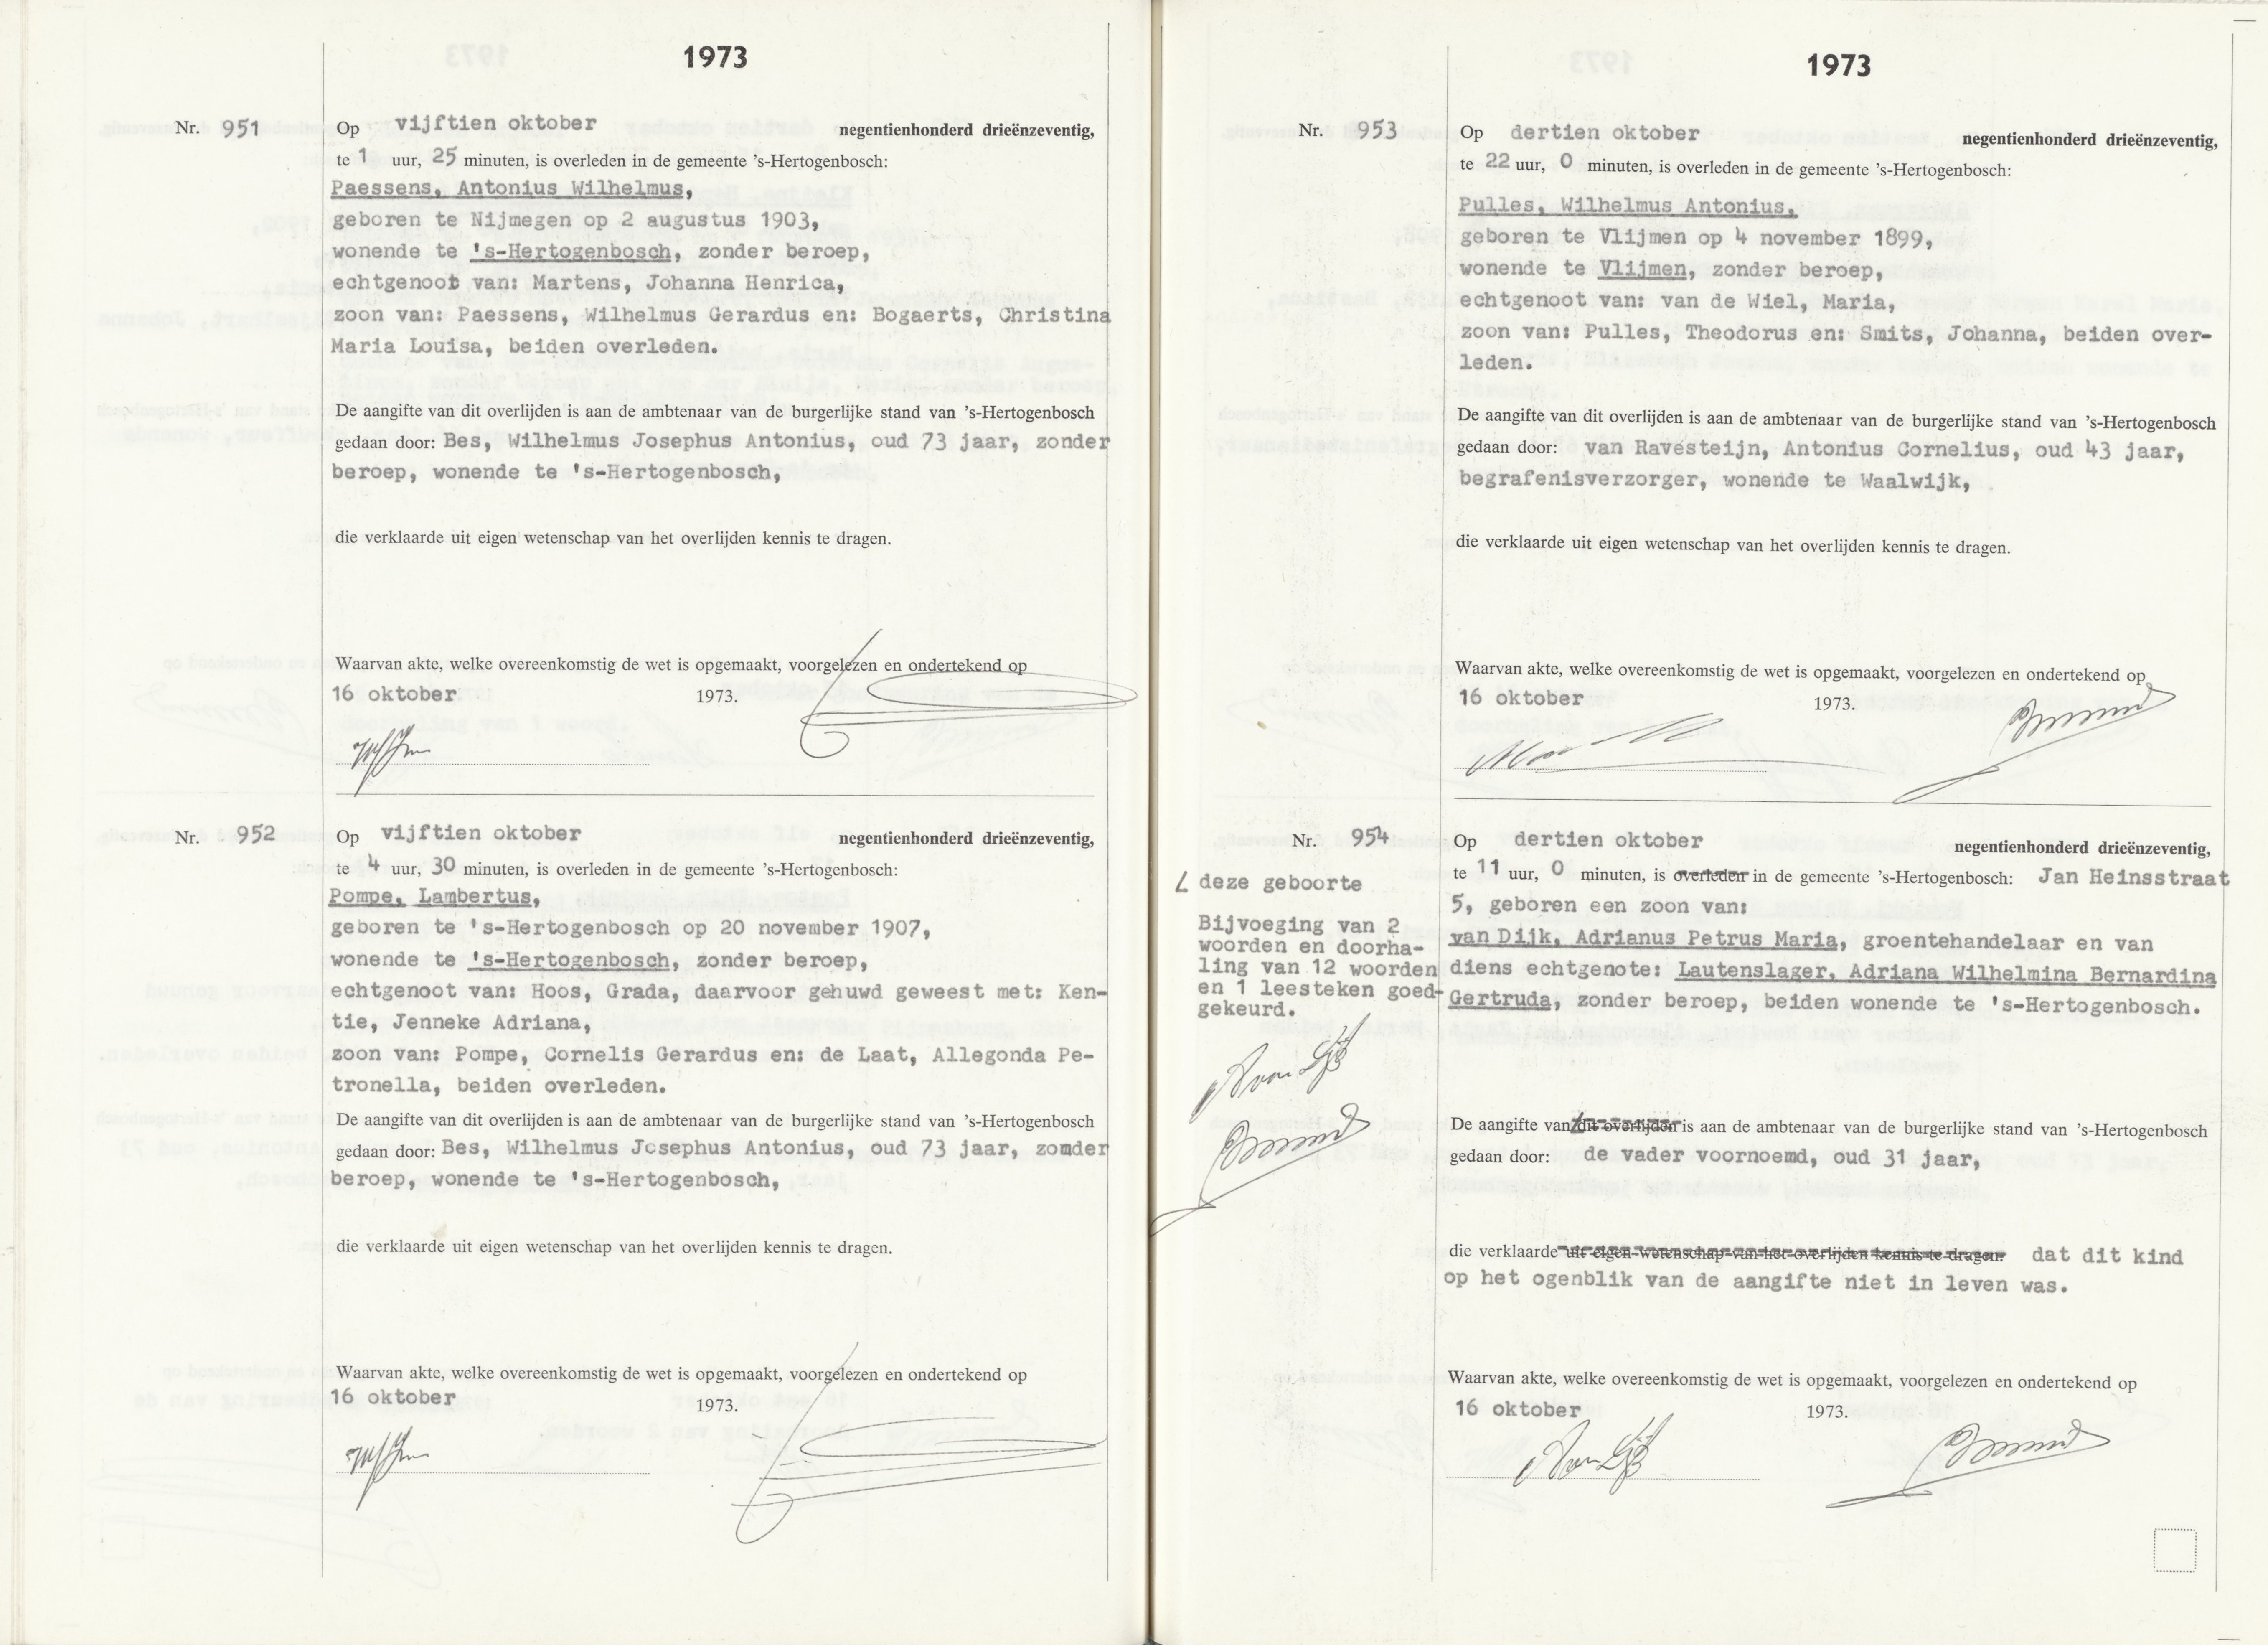 1973
Nr. 951
Op vijftien oktober negentienhonderd drieënzeventig,
te 1 uur, 25 minuten, is overleden in de gemeente 's-Hertogenbosch:
Paessens, Antonius Wilhelmus,
geboren te Nijmegen op 2 augustus 1903,
wonende te 's-Hertogenbosch, zonder beroep,
echtgenoot van: Martens, Johanna Henrica,
zoon van: Paessens, Wilhelmus Gerardus en: Bogaerts, Christina
Maria Louisa, beiden overleden.
De aangifte van dit overlijden is aan de ambtenaar van de burgerlijke stand van 's-Hertogenbosch
gedaan door: Bes, Wilhelmus Josephus Antonius, oud 73 jaar, zonder
beroep, wonende te 's-Hertogenbosch,
die verklaarde uit eigen wetenschap van het overlijden kennis te dragen.
Waarvan akte, welke overeenkomstig de wet is opgemaakt, voorgelezen en ondertekend op
16 oktober 1973.
Nr. 952
Op vijftien oktober negentienhonderd drieënzeventig,
te 4 uur, 30 minuten, is overleden in de gemeente 's-Hertogenbosch:
Pompe, Lambertus,
geboren te 's-Hertogenbosch op 20 november 1907,
wonende te 's-Hertogenbosch, zonder beroep,
echtgenoot van: Hoos, Grada, daarvoor gehuwd geweest met: Ken-
tie, Jenneke Adriana,
zoon van: Pompe, Cornelis Gerardus en: de Laat, Allegonda Pe-
tronella, beiden overleden.
De aangifte van dit overlijden is aan de ambtenaar van de burgerlijke stand van 's-Hertogenbosch
gedaan door: Bes, Wilhelmus Josephus Antonius, oud 73 jaar, zonder
beroep, wonende te 's-Hertogenbosch,
die verklaarde uit eigen wetenschap van het overlijden kennis te dragen.
Waarvan akte, welke overeenkomstig de wet is opgemaakt, voorgelezen en ondertekend op
16 oktober 1973.
1973
Nr. 953
Op dertien oktober negentienhonderd drieënzeventig,
te 22 uur, 0 minuten, is overleden in de gemeente 's-Hertogenbosch:
Pulles, Wilhelmus Antonius,
geboren te Vlijmen op 4 november 1899,
wonende te Vlijmen, zonder beroep,
echtgenoot van: van de Wiel, Maria,
zoon van: Pulles, Theodorus en: Smits, Johanna, beiden over-
leden.
De aangifte van dit overlijden is aan de ambtenaar van de burgerlijke stand van 's-Hertogenbosch
gedaan door: van Ravesteijn, Antonius Cornelius, oud 43 jaar,
begrafenisverzorger, wonende te Waalwijk,
die verklaarde uit eigen wetenschap van het overlijden kennis te dragen.
Waarvan akte, welke overeenkomstig de wet is opgemaakt, voorgelezen en ondertekend op
16 oktober 1973.
Nr. 954
deze geboorte
Bijvoeging van 2
woorden en doorha-
ling van 12 woorden
en 1 leesteken goed-
gekeurd.
Op dertien oktober negentienhonderd drieënzeventig,
te 11 uur, 0 minuten, is overleden in de gemeente 's-Hertogenbosch: Jan Heinsstraat
5, geboren een zoon van:
van Dijk, Adrianus Petrus Maria, groentehandelaar en van
diens echtgenote: Lautenslager, Adriana Wilhelmina Bernardina
Gertruda, zonder beroep, beiden wonende te 's-Hertogenbosch.
De aangifte van dit overlijden is aan de ambtenaar van de burgerlijke stand van 's-Hertogenbosch
gedaan door: de vader voornoemd, oud 31 jaar,
die verklaarde uit eigen wetenschap van het overlijden kennis te dragen. dat dit kind
op het ogenblik van de aangifte niet in leven was.
Waarvan akte, welke overeenkomstig de wet is opgemaakt, voorgelezen en ondertekend op
16 oktober 1973.